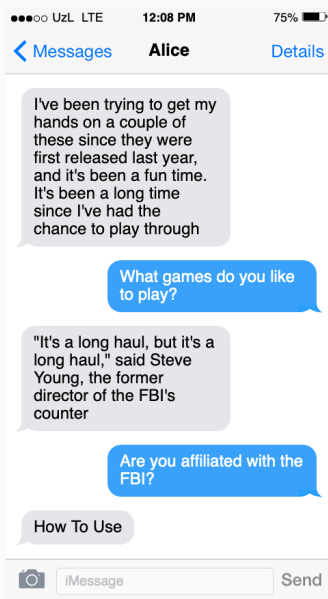 UzL LTE 12:08 PM 75%
Messages Alice Details
I've been trying to get my
hands on a couple of
these since they were
first released last year,
and it's been a fun time.
It's been a long time
since I've had the
chance to play through
What games do you like
to play?
"It's a long haul, but it's a
long haul," said Steve
Young, the former
director of the FBI's
counter
Are you affiliated with the
FBI?
How To Use
iMessage Send